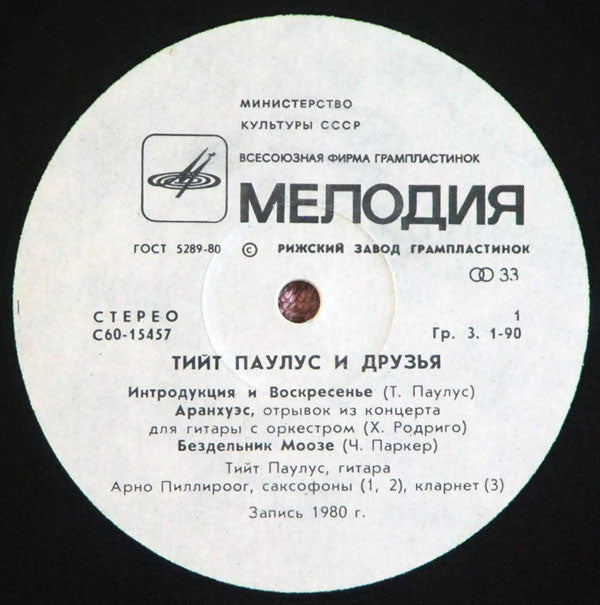 МИНИСТЕРСТВО
КУЛЬТУРЫ СССР
ВСЕСОЮЗНАЯ ФИРМА ГРАМПЛАСТИНОК
МЕЛОДИЯ
ГОСТ 5289-80 © РИЖСКИЙ ЗАВОД ГРАМПЛАСТИНОК
33
СТЕРЕО 1
С60-15457 Гр. 3. 1-90
ТИЙТ ПАУЛУС И ДРУЗЬЯ
Интродукция и Воскресенье (Т. Паулус)
Аранхуэс, отрывок из концерта
для гитары с оркестром (Х. Родриго)
Бездельник Моозе (Ч. Паркер)
Тийт Паулус, гитара
Арно Пиллироог, саксофоны (1, 2), кларнет (3)
Запись 1980 г.